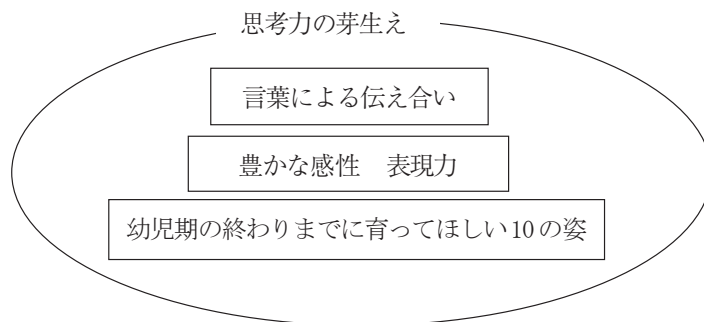 思考力の芽生え
言葉による伝え合い
豊かな感性　表現力
幼児期の終わりまでに育ってほしい10の姿